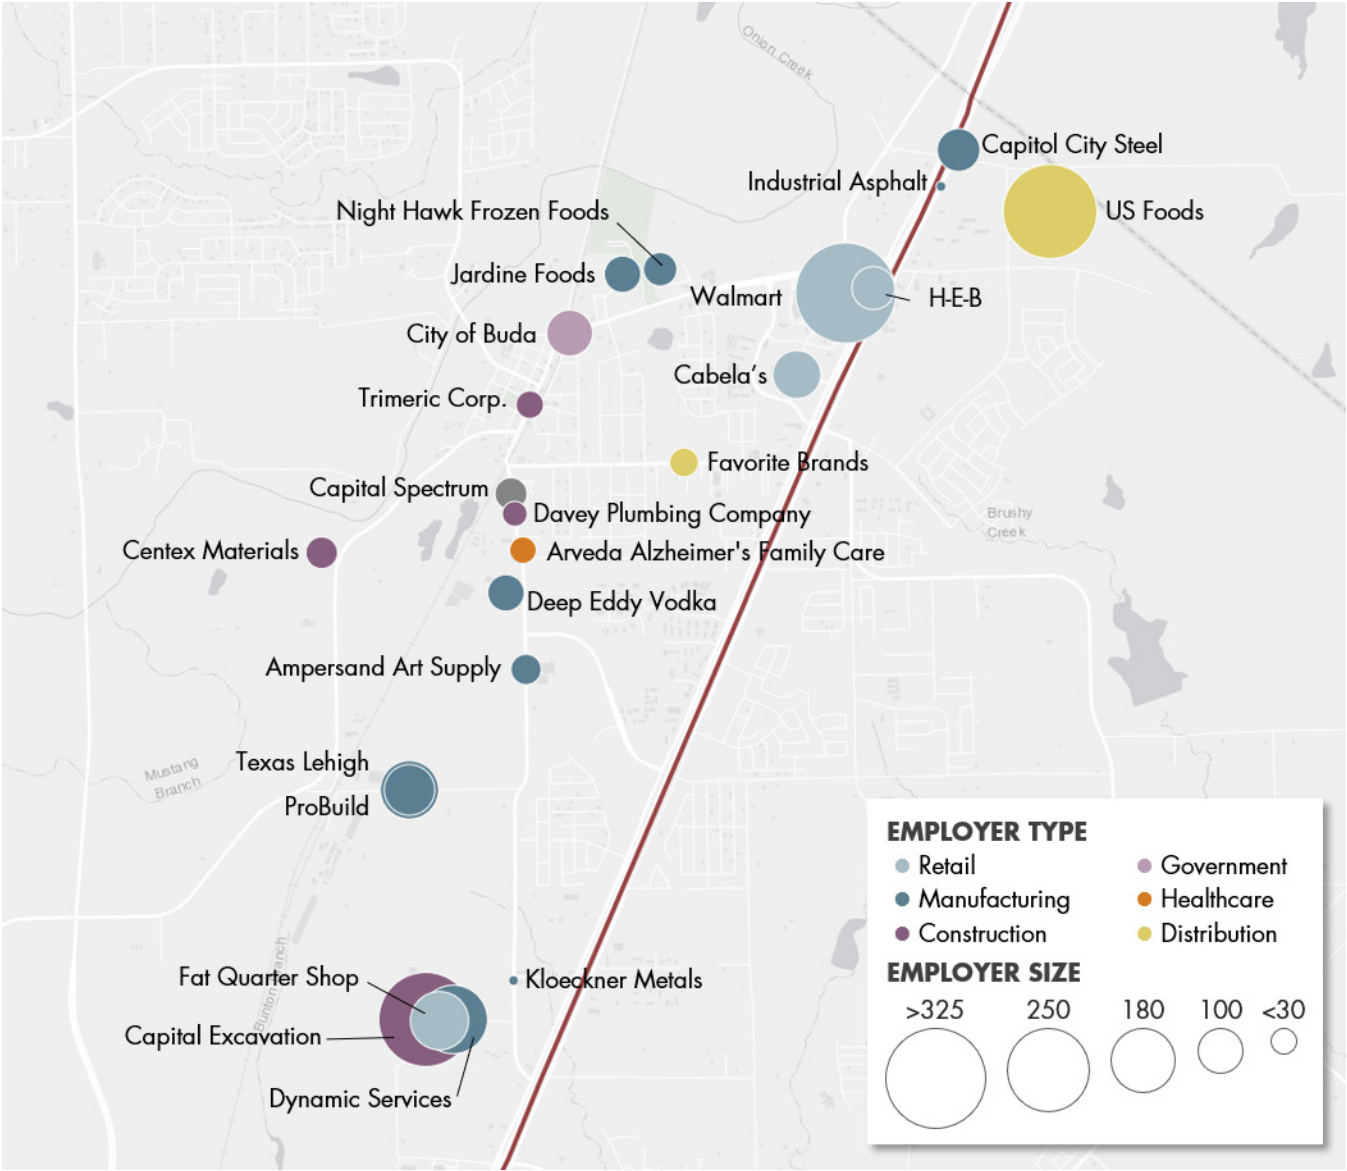 Onion Creek
Capitol City Steel
Industrial Asphalt
Night Hawk Frozen Foods
US Foods
Jardine Foods
Walmart
H-E-B
City of Buda
Cabela's
Trimeric Corp.
Favorite Brands
Capital Spectrum
Davey Plumbing Company
Brushy
Creek
Centex Materials
Arveda Alzheimer's Family Care
Deep Eddy Vodka
Ampersand Art Supply
Texas Lehigh
Mustang
Branch
ProBuild
Bunton Branch
Fat Quarter Shop
Kloeckner Metals
Capital Excavation
Dynamic Services
EMPLOYER TYPE
Retail
Government
Manufacturing
Healthcare
Construction
Distribution
EMPLOYER SIZE
>325 250 180 100 <30